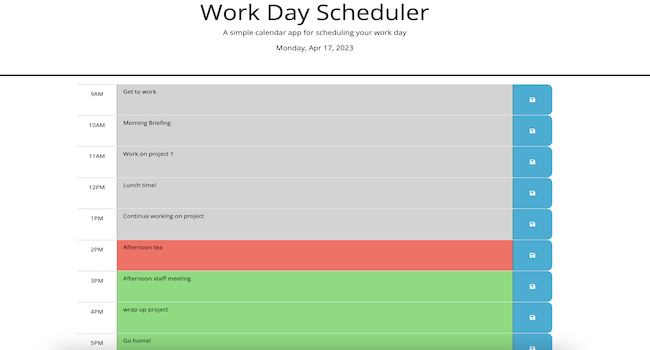 Work Day Scheduler
A simple calendar app for scheduling your work day
Monday, Apr 17, 2023
9AM Get to work
10AM Morning Briefing
11AM Work on project 1
12PM Lunch time!
1PM Continue working on project
2PM Afternoon tea
3PM Afternoon staff meeting
4PM wrap up project
5PM Go home!